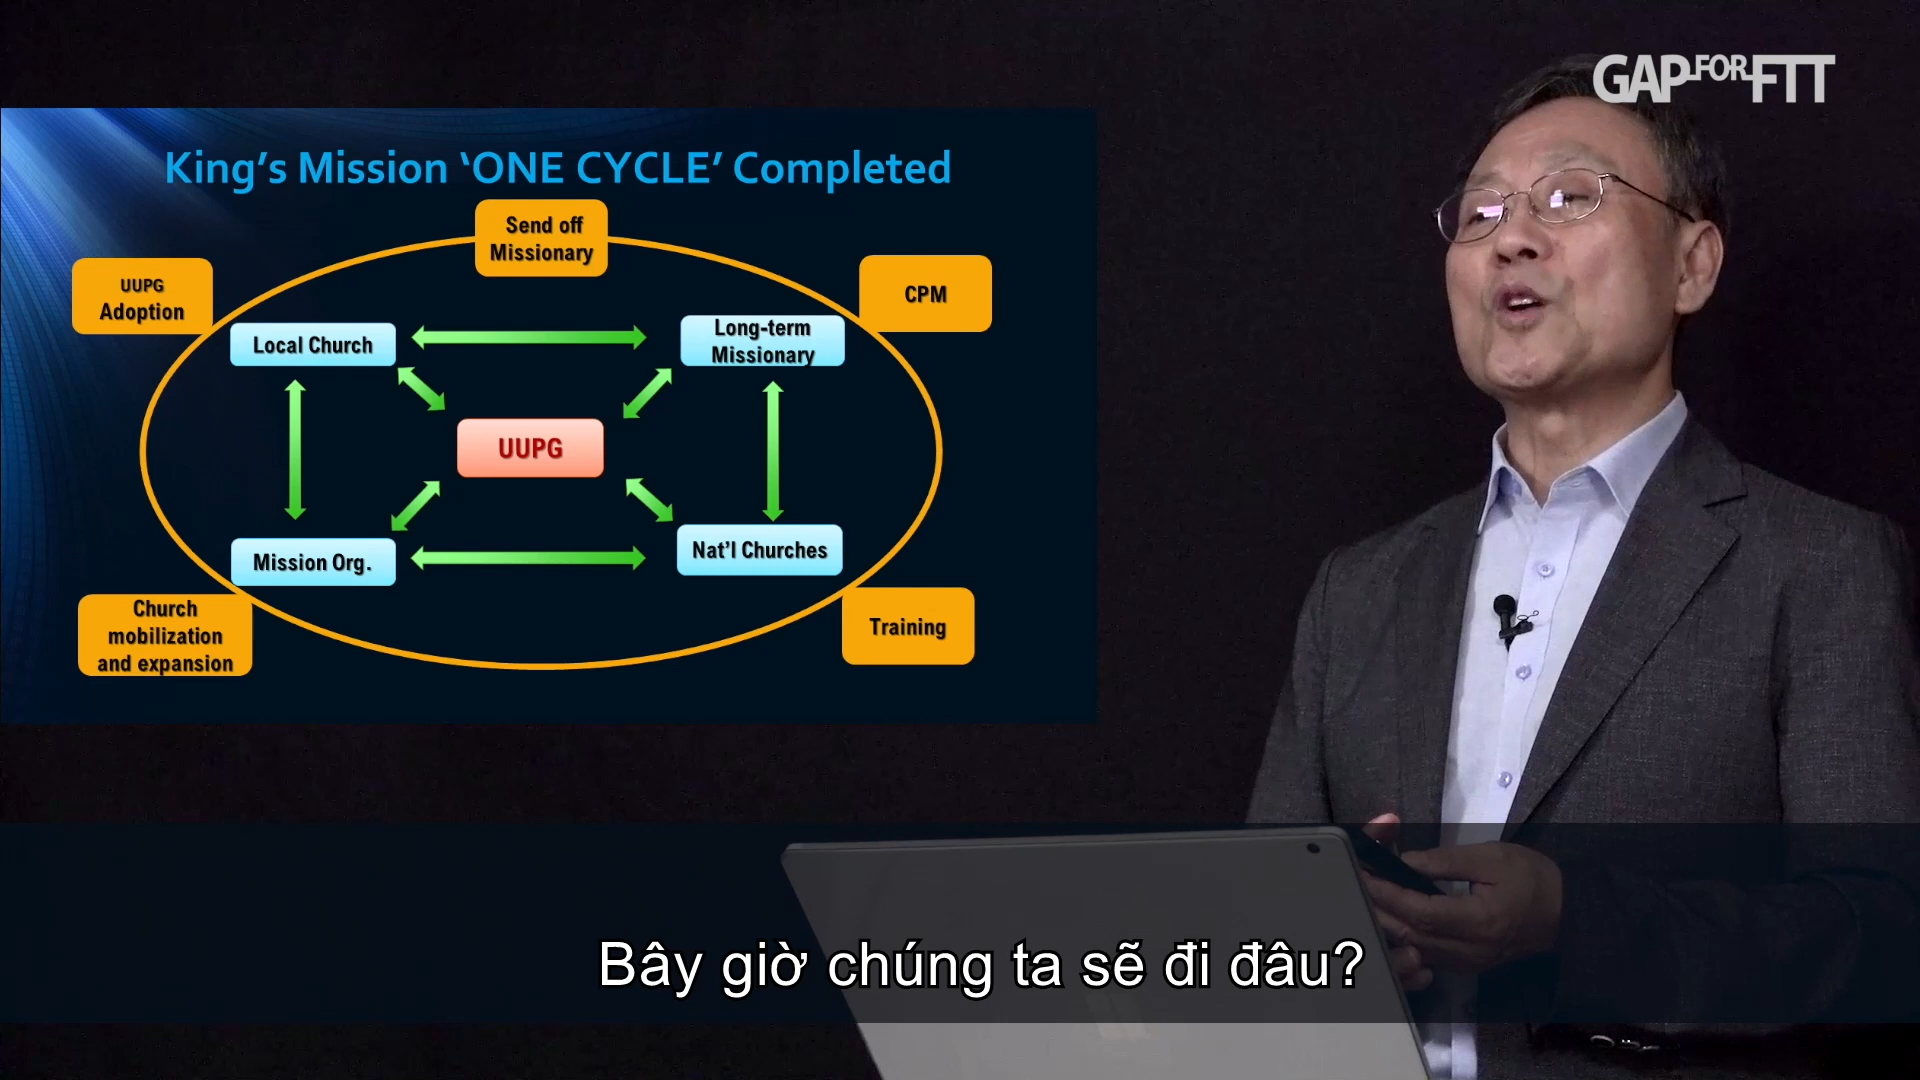 GAP FOR FTT
King's Mission 'ONE CYCLE' Completed
Send off
Missionary
UUPG
Adoption
CPM
Local Church
Long-term
Missionary
UUPG
Mission Org.
Nat'l Churches
Church
mobilization
and expansion
Training
Bây giờ chúng ta sẽ đi đâu?